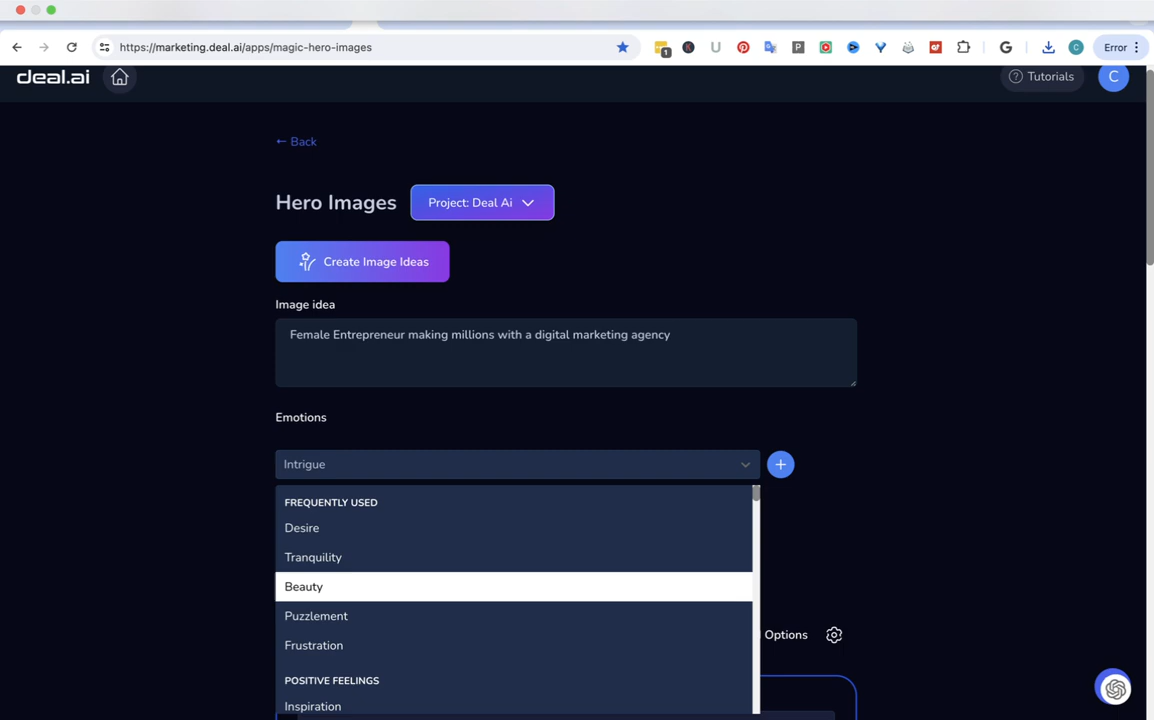 https://marketing.deal.ai/apps/magic-hero-images
1
U
P
G
C
Error
deal.ai
Tutorials
C
← Back
Hero Images
Project: Deal Ai
Create Image Ideas
Image idea
Female Entrepreneur making millions with a digital marketing agency
Emotions
Intrigue
FREQUENTLY USED
Desire
Tranquility
Beauty
Puzzlement
Frustration
Options
POSITIVE FEELINGS
Inspiration